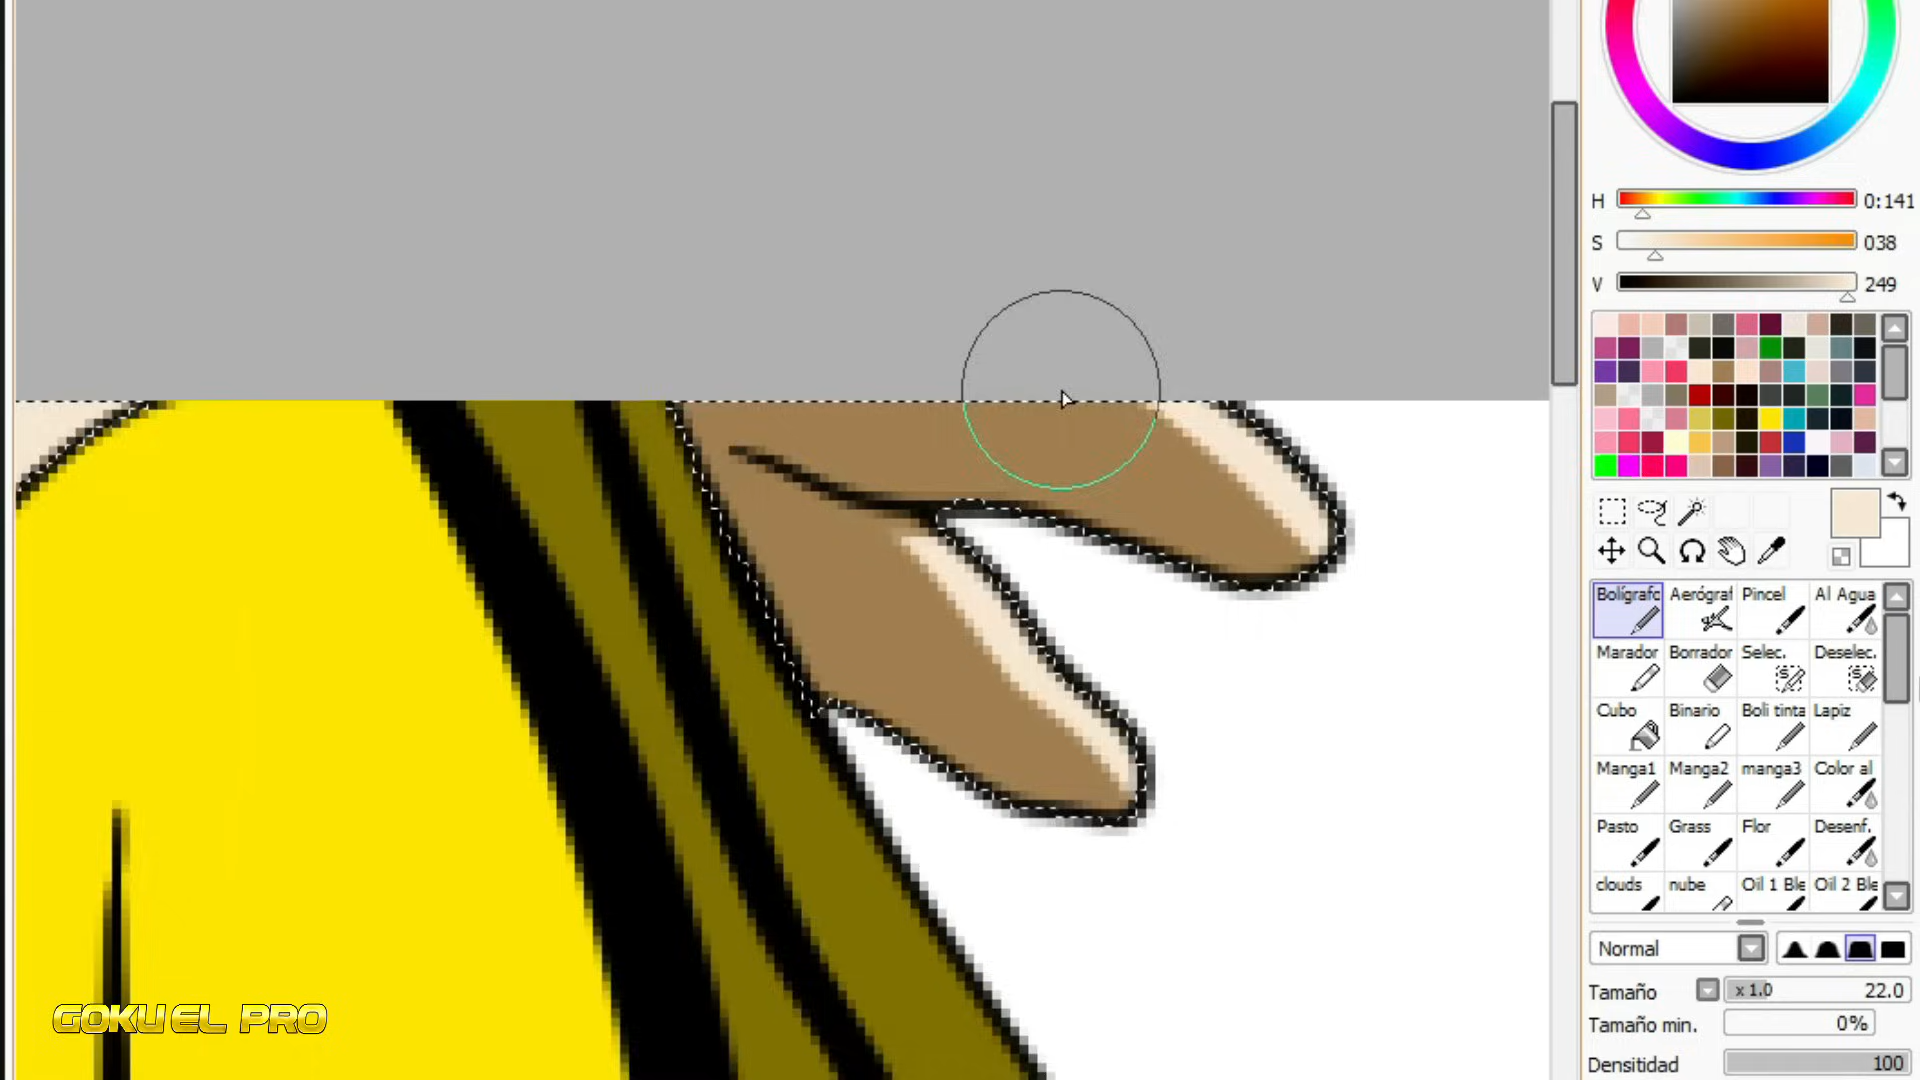 H 0:141
S 038
V 249
Bolígrafo Aerógraf Pincel Al Agua
Marador Borrador Selec. Deselec.
Cubo Binario Boli tinta Lapiz
Manga1 Manga2 manga3 Color al
Pasto Grass Flor Desenf.
clouds nube Oil 1 Ble Oil 2 Ble
Normal
Tamaño x 1.0 22.0
Tamaño min. 0%
Densitidad 100
GOKU EL PRO